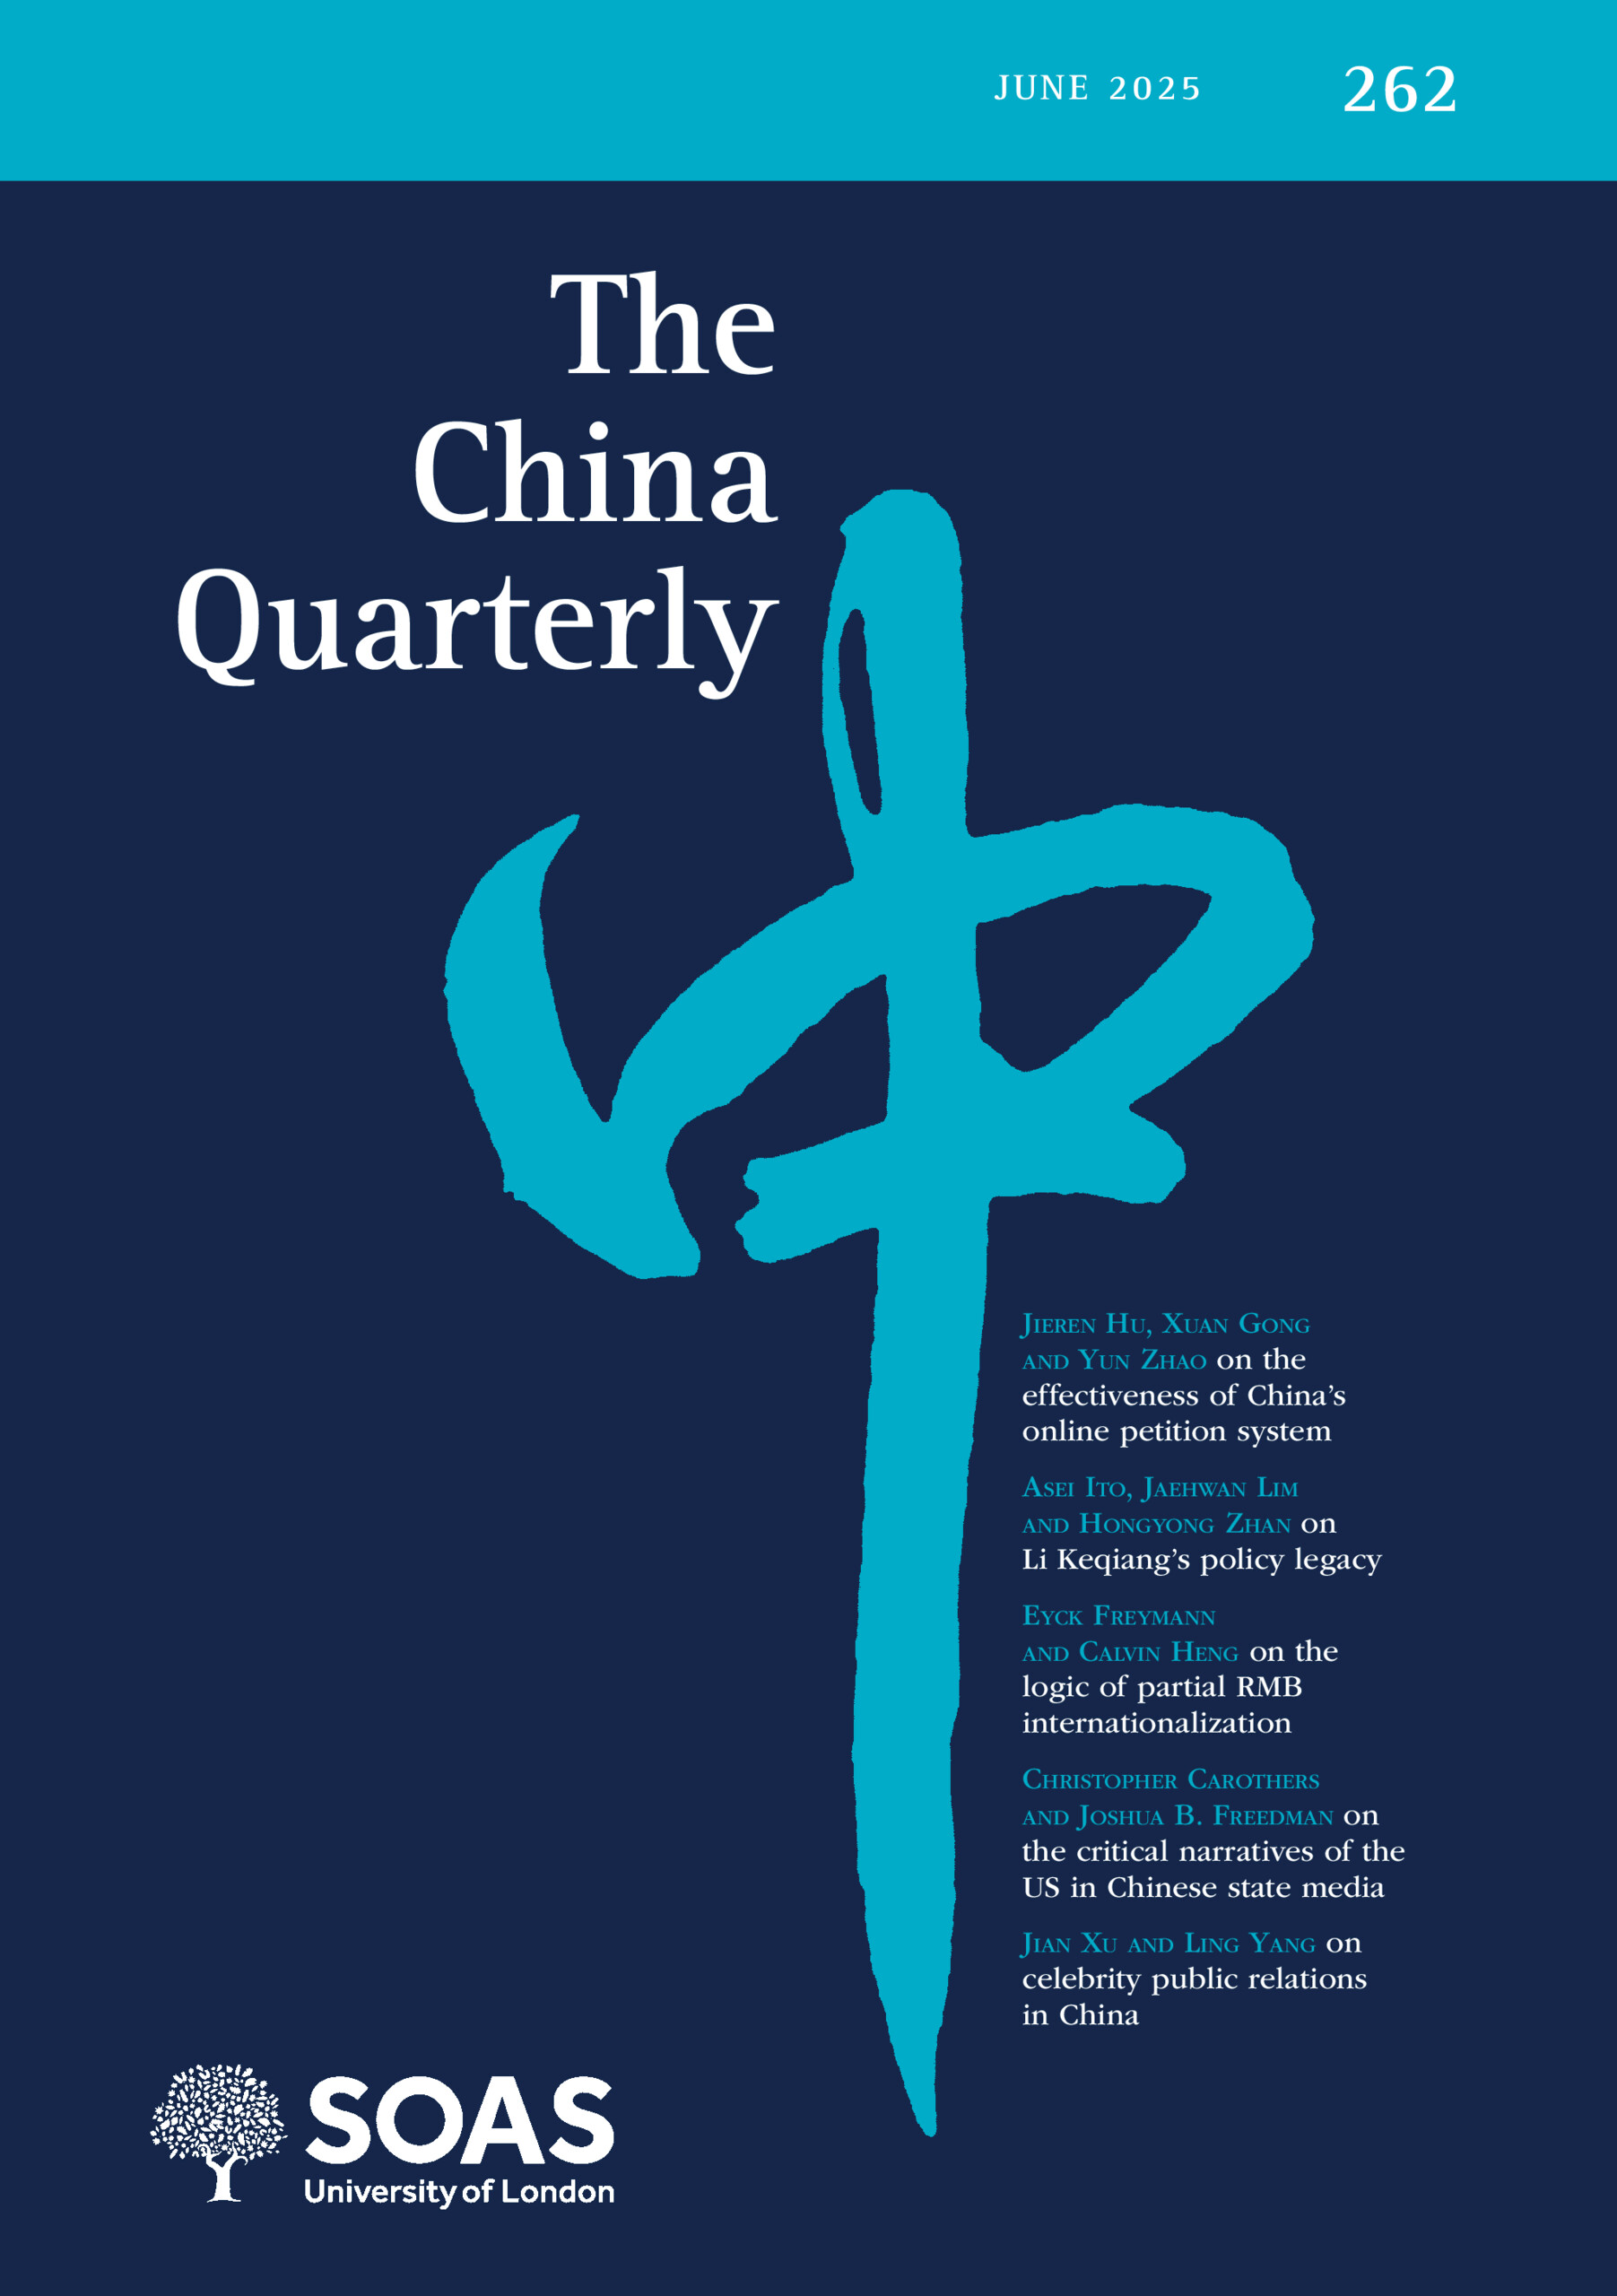 JUNE 2025 262
The
China
Quarterly
中
JIEREN HU, XUAN GONG
AND YUN ZHAO on the
effectiveness of China’s
online petition system
ASEI ITO, JAEHWAN LIM
AND HONGYONG ZHAN on
Li Keqiang’s policy legacy
EYCK FREYMANN
AND CALVIN HENG on the
logic of partial RMB
internationalization
CHRISTOPHER CAROTHERS
AND JOSHUA B. FREEDMAN on
the critical narratives of the
US in Chinese state media
JIAN XU AND LING YANG on
celebrity public relations
in China
SOAS
University of London